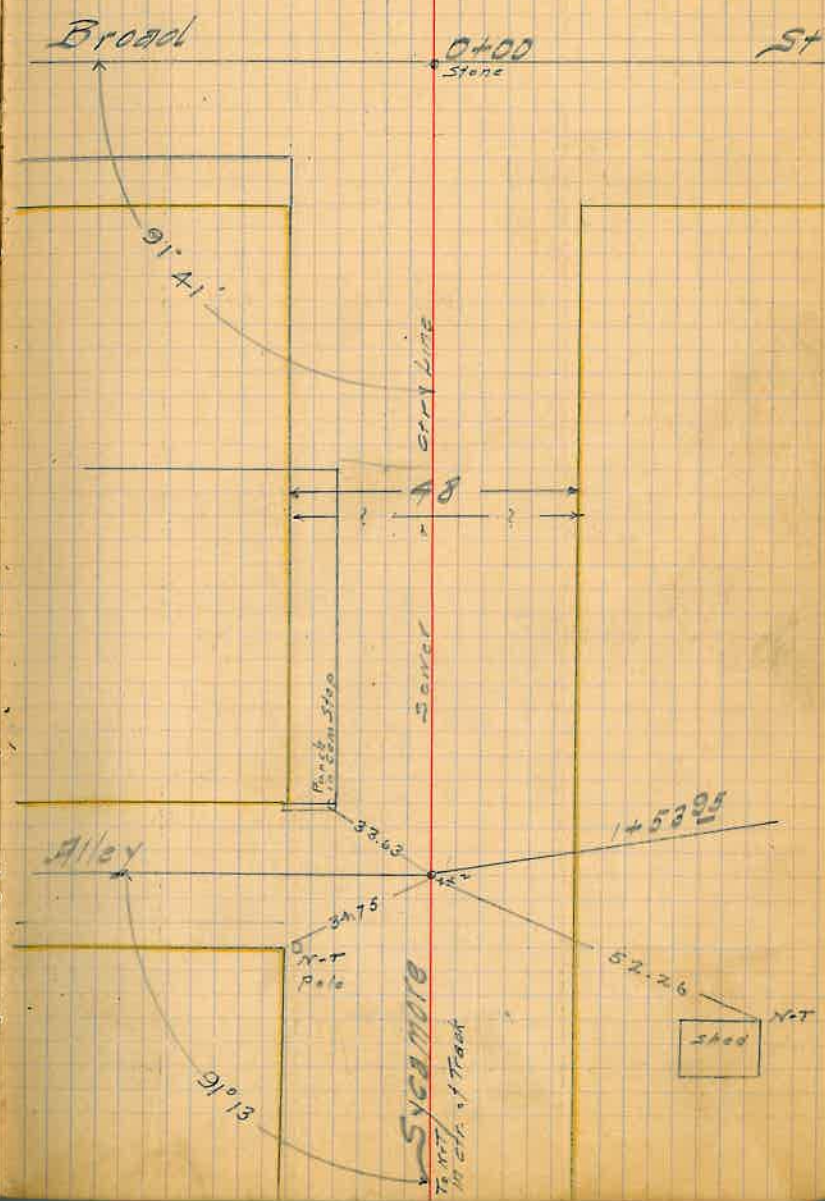 Broad
0+00
St
Stone
91° 41'
Ctr Line
48
? ?
Sewer
Punch
in Cem Step
33.63
1+53 95
Alley
34.75
N-T
Pole
52.26
N-T
Shed
91° 13
Sycamore
To N-T
in ctr. of Track